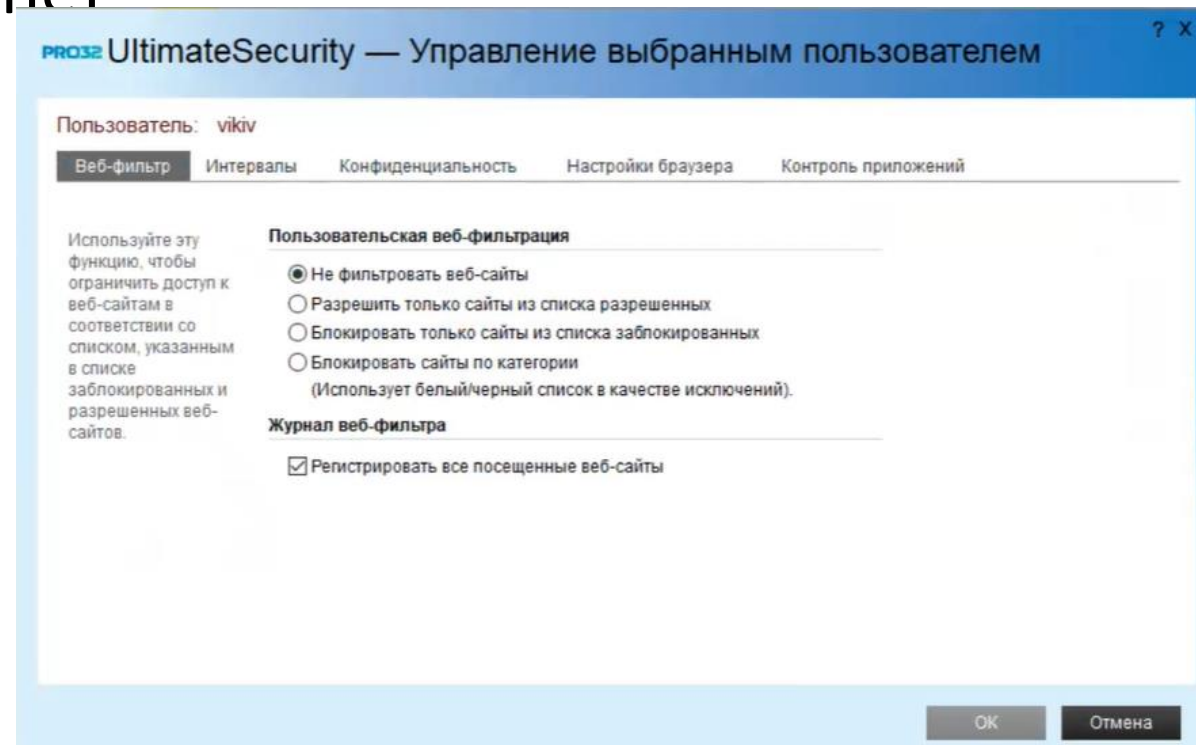 ? X
PRO32 UltimateSecurity — Управление выбранным пользователем
Пользователь: vikiv
Веб-фильтр Интервалы Конфиденциальность Настройки браузера Контроль приложений
Используйте эту
функцию, чтобы
ограничить доступ к
веб-сайтам в
соответствии со
списком, указанным
в списке
заблокированных и
разрешенных веб-
сайтов.
Пользовательская веб-фильтрация
Не фильтровать веб-сайты
Разрешить только сайты из списка разрешенных
Блокировать только сайты из списка заблокированных
Блокировать сайты по категории
(Использует белый/черный список в качестве исключений).
Журнал веб-фильтра
Регистрировать все посещенные веб-сайты
ОК Отмена